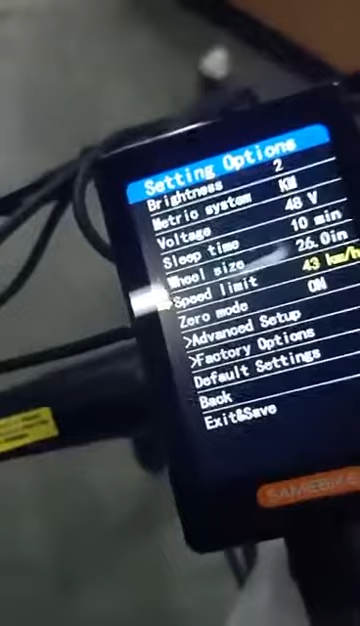 Setting Options
Brightness 2
Metric system KM
Voltage 48 V
Sleep time 10 min
Wheel size 26.0in
Speed limit 43 km/h
Zero mode ON
>Advanced Setup
>Factory Options
Default Settings
Back
Exit&Save
SAMEBIKE